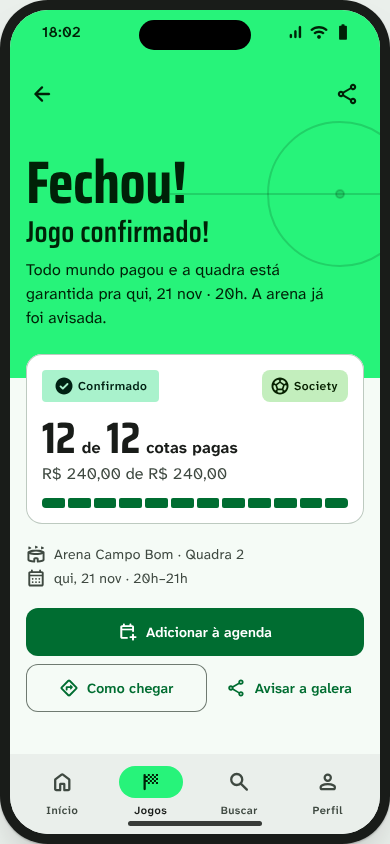 18:02
Fechou!
Jogo confirmado!
Todo mundo pagou e a quadra está
garantida pra qui, 21 nov · 20h. A arena já
foi avisada.
Confirmado
Society
12 de 12 cotas pagas
R$ 240,00 de R$ 240,00
Arena Campo Bom · Quadra 2
qui, 21 nov · 20h–21h
Adicionar à agenda
Como chegar
Avisar a galera
Início
Jogos
Buscar
Perfil